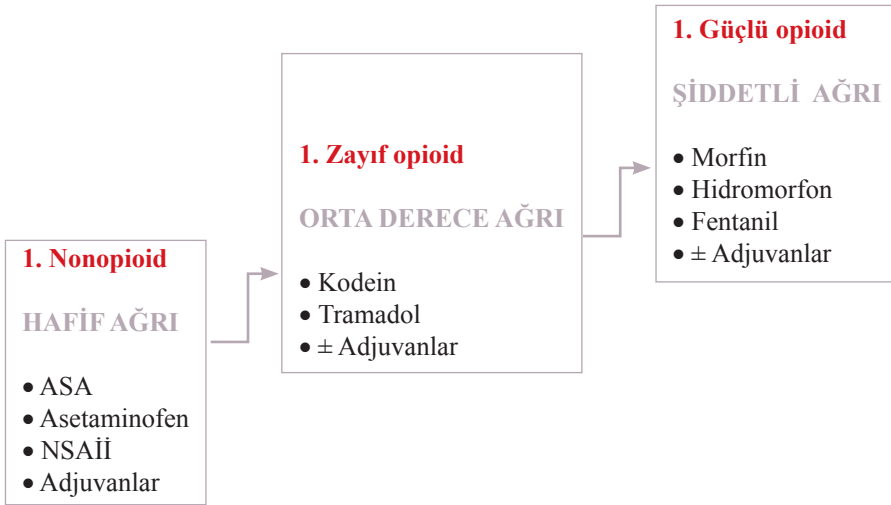 1. Nonopioid
HAFİF AĞRI
• ASA
• Asetaminofen
• NSAİİ
• Adjuvanlar
1. Zayıf opioid
ORTA DERECE AĞRI
• Kodein
• Tramadol
• ± Adjuvanlar
1. Güçlü opioid
ŞİDDETLİ AĞRI
• Morfin
• Hidromorfon
• Fentanil
• ± Adjuvanlar